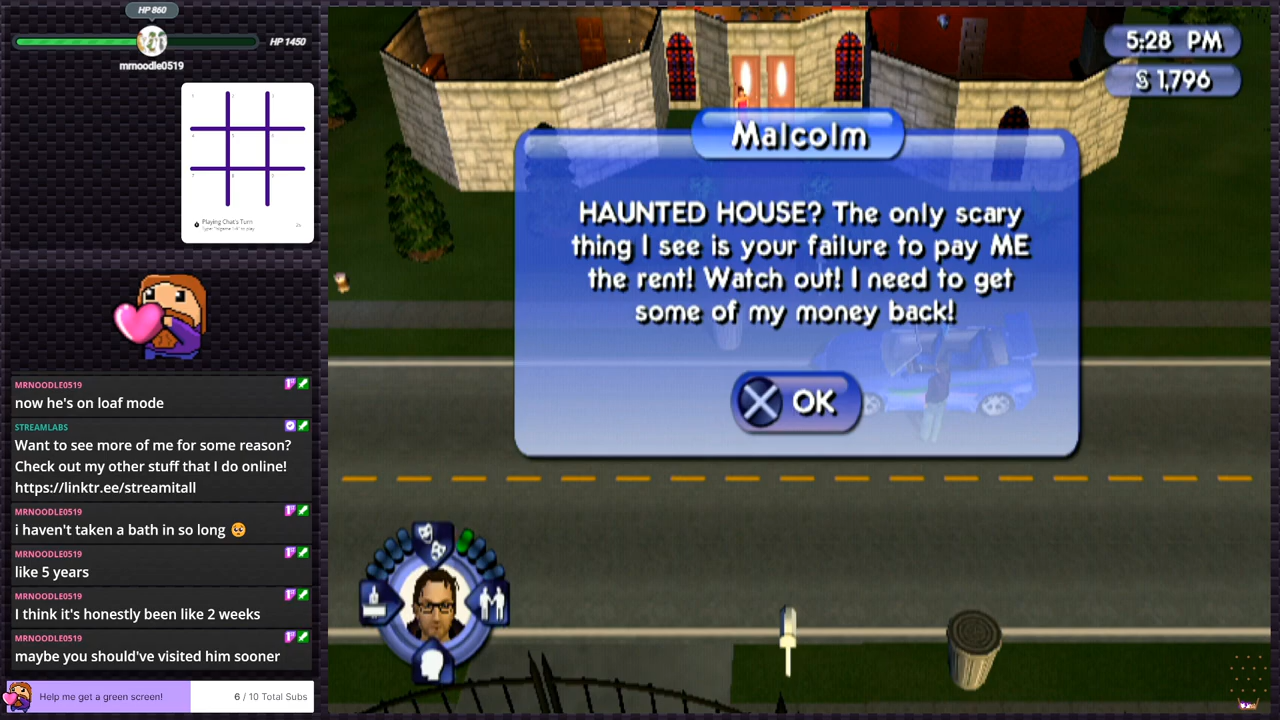 HP 860
HP 1450
mrnoodle0519
Playing Chat's Turn
MRNOODLE0519
now he's on loaf mode
STREAMLABS
Want to see more of me for some reason?
Check out my other stuff that I do online!
https://linktr.ee/streamitall
MRNOODLE0519
i haven't taken a bath in so long 🥺
MRNOODLE0519
like 5 years
MRNOODLE0519
I think it's honestly been like 2 weeks
MRNOODLE0519
maybe you should've visited him sooner
Help me get a green screen!
6 / 10 Total Subs
5:28 PM
§ 1,796
Malcolm
HAUNTED HOUSE? The only scary
thing I see is your failure to pay ME
the rent! Watch out! I need to get
some of my money back!
OK